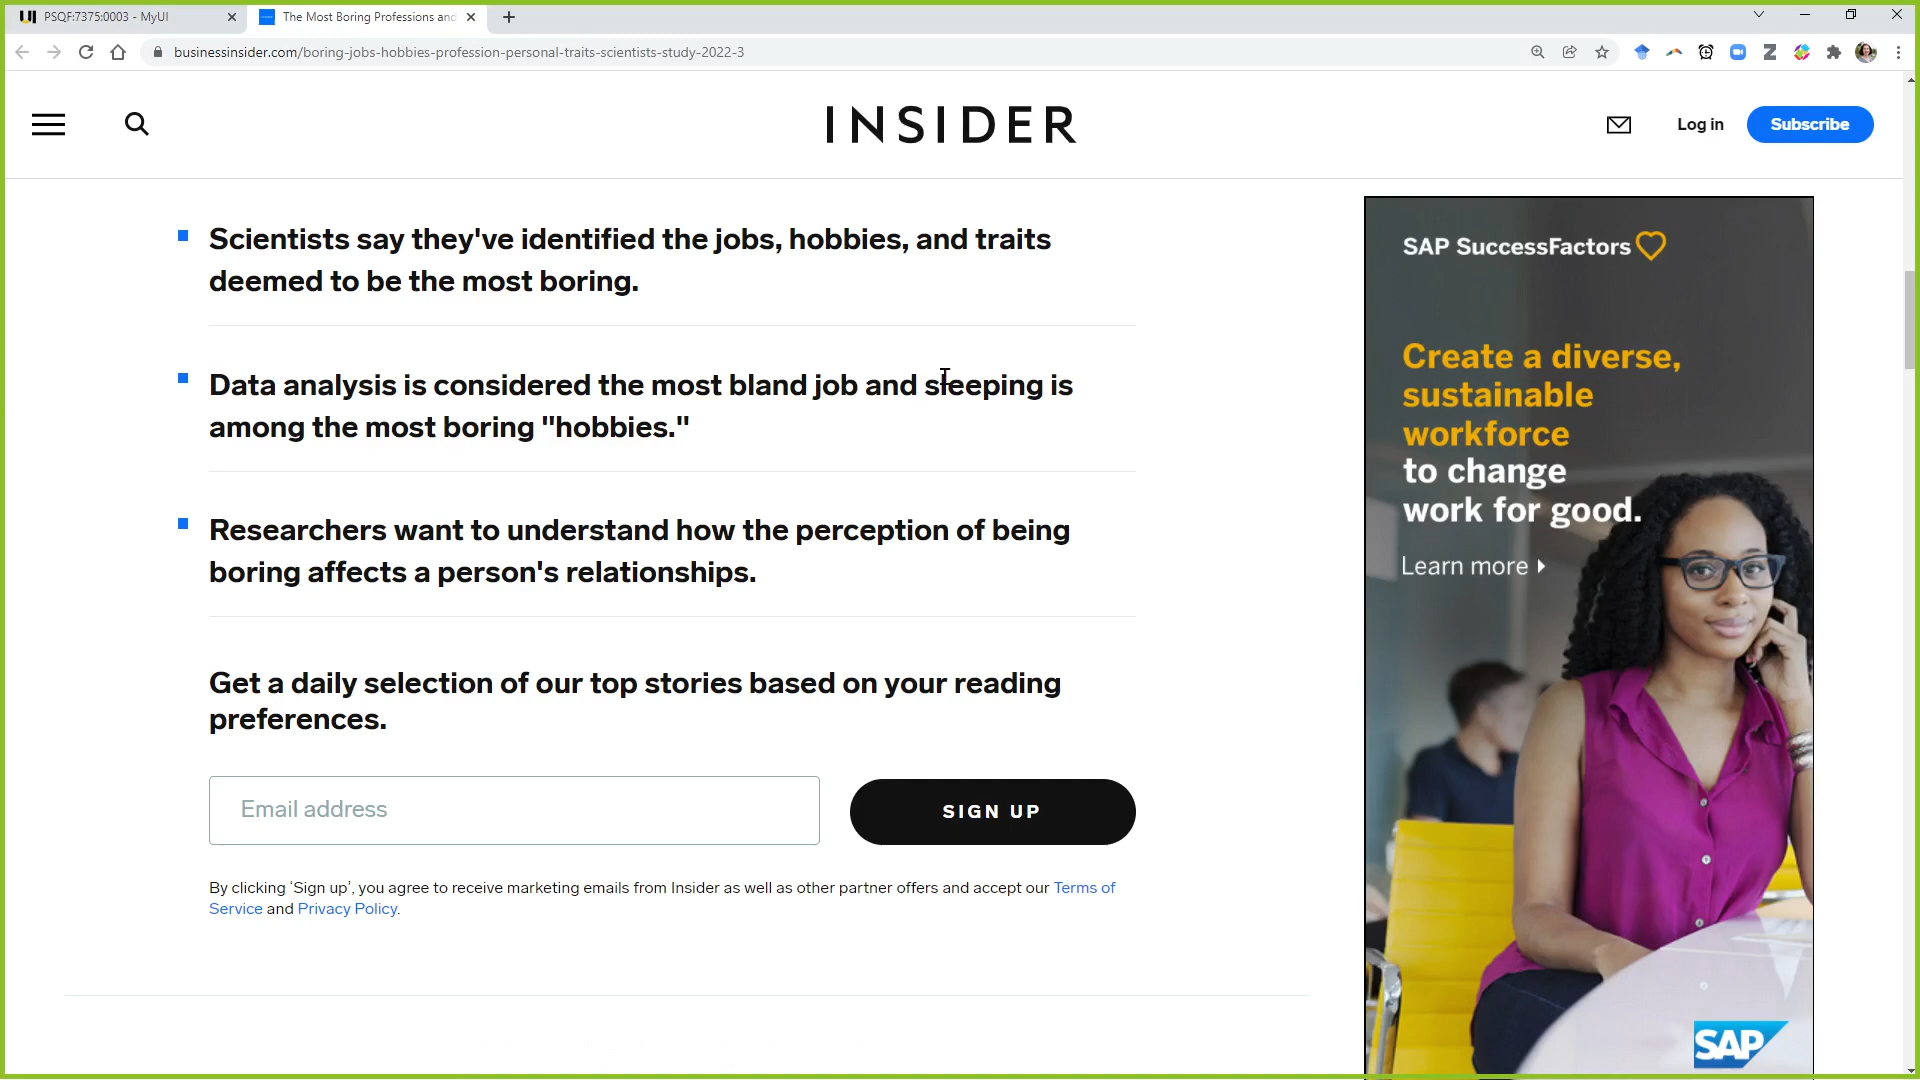 PSQF:7375:0003 - MyUI
The Most Boring Professions and
businessinsider.com/boring-jobs-hobbies-profession-personal-traits-scientists-study-2022-3
INSIDER
Log in
Subscribe
Scientists say they've identified the jobs, hobbies, and traits
deemed to be the most boring.
Data analysis is considered the most bland job and sleeping is
among the most boring "hobbies."
Researchers want to understand how the perception of being
boring affects a person's relationships.
Get a daily selection of our top stories based on your reading
preferences.
Email address
SIGN UP
By clicking ‘Sign up’, you agree to receive marketing emails from Insider as well as other partner offers and accept our Terms of
Service and Privacy Policy.
SAP SuccessFactors
Create a diverse,
sustainable
workforce
to change
work for good.
Learn more
SAP